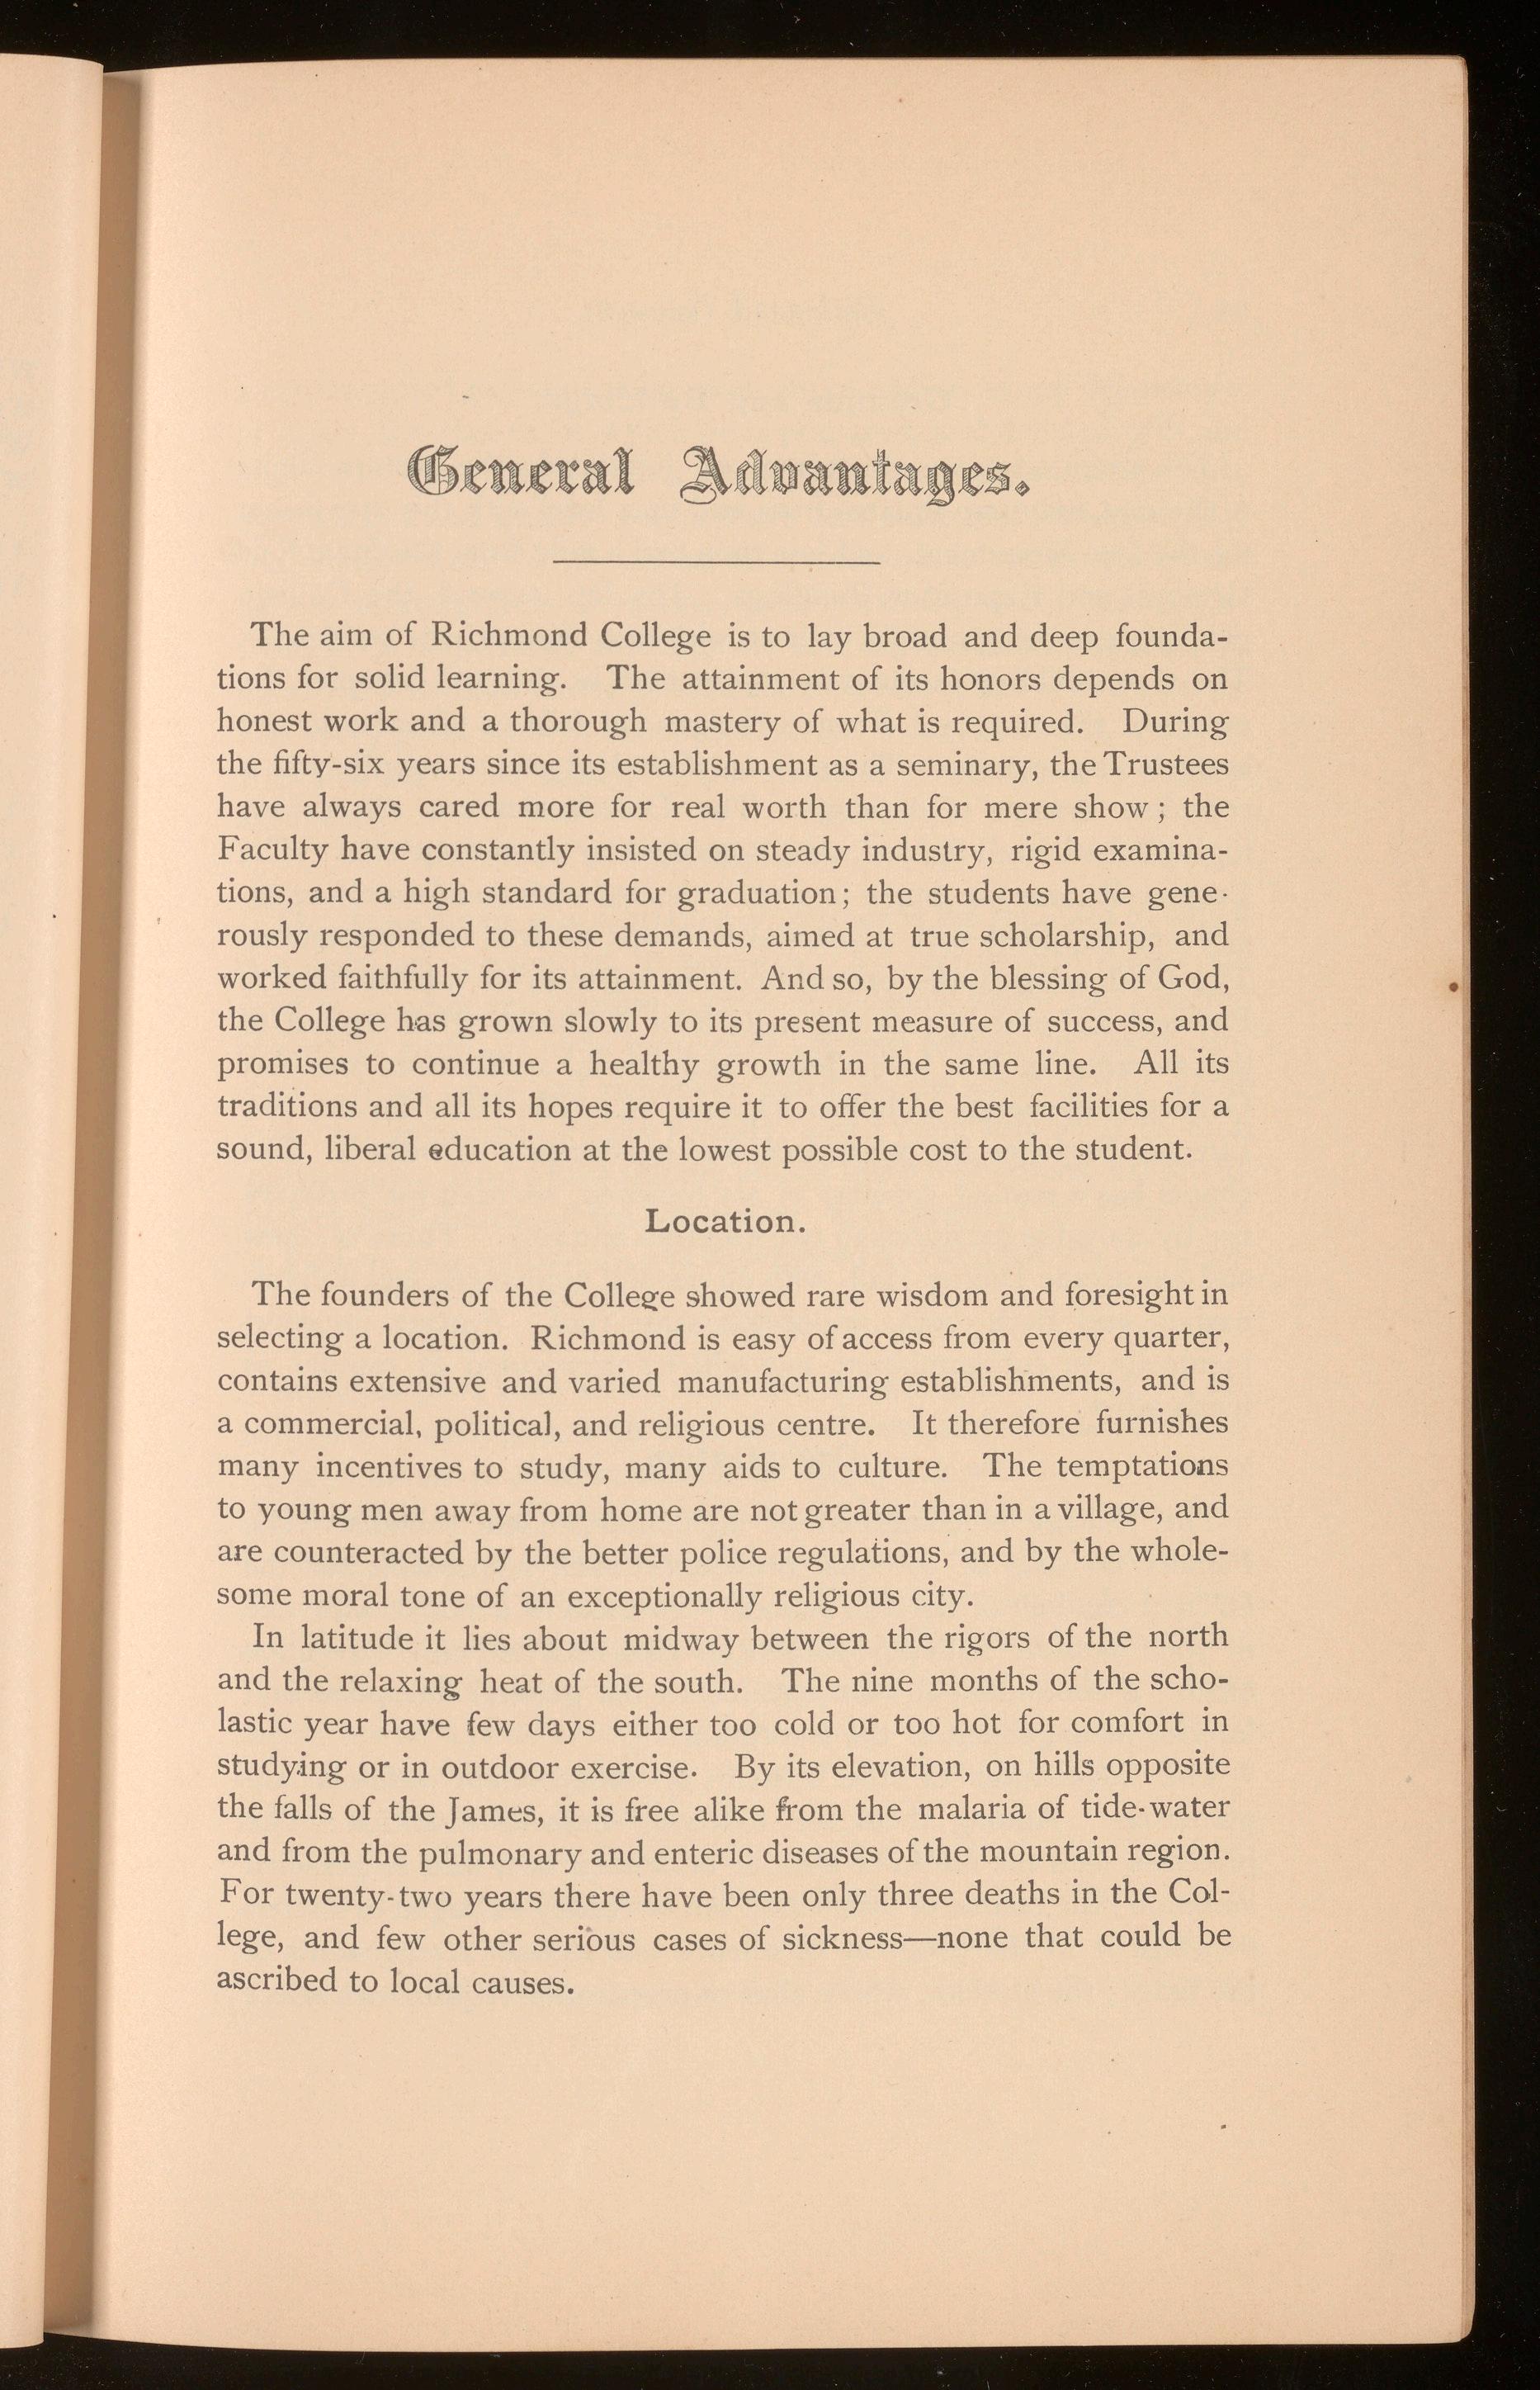 General Advantages.
The aim of Richmond College is to lay broad and deep founda-
tions for solid learning. The attainment of its honors depends on
honest work and a thorough mastery of what is required. During
the fifty-six years since its establishment as a seminary, the Trustees
have always cared more for real worth than for mere show; the
Faculty have constantly insisted on steady industry, rigid examina-
tions, and a high standard for graduation; the students have gene-
rously responded to these demands, aimed at true scholarship, and
worked faithfully for its attainment. And so, by the blessing of God,
the College has grown slowly to its present measure of success, and
promises to continue a healthy growth in the same line. All its
traditions and all its hopes require it to offer the best facilities for a
sound, liberal education at the lowest possible cost to the student.
Location.
The founders of the College showed rare wisdom and foresight in
selecting a location. Richmond is easy of access from every quarter,
contains extensive and varied manufacturing establishments, and is
a commercial, political, and religious centre. It therefore furnishes
many incentives to study, many aids to culture. The temptations
to young men away from home are not greater than in a village, and
are counteracted by the better police regulations, and by the whole-
some moral tone of an exceptionally religious city.
In latitude it lies about midway between the rigors of the north
and the relaxing heat of the south. The nine months of the scho-
lastic year have few days either too cold or too hot for comfort in
studying or in outdoor exercise. By its elevation, on hills opposite
the falls of the James, it is free alike from the malaria of tide-water
and from the pulmonary and enteric diseases of the mountain region.
For twenty-two years there have been only three deaths in the Col-
lege, and few other serious cases of sickness—none that could be
ascribed to local causes.